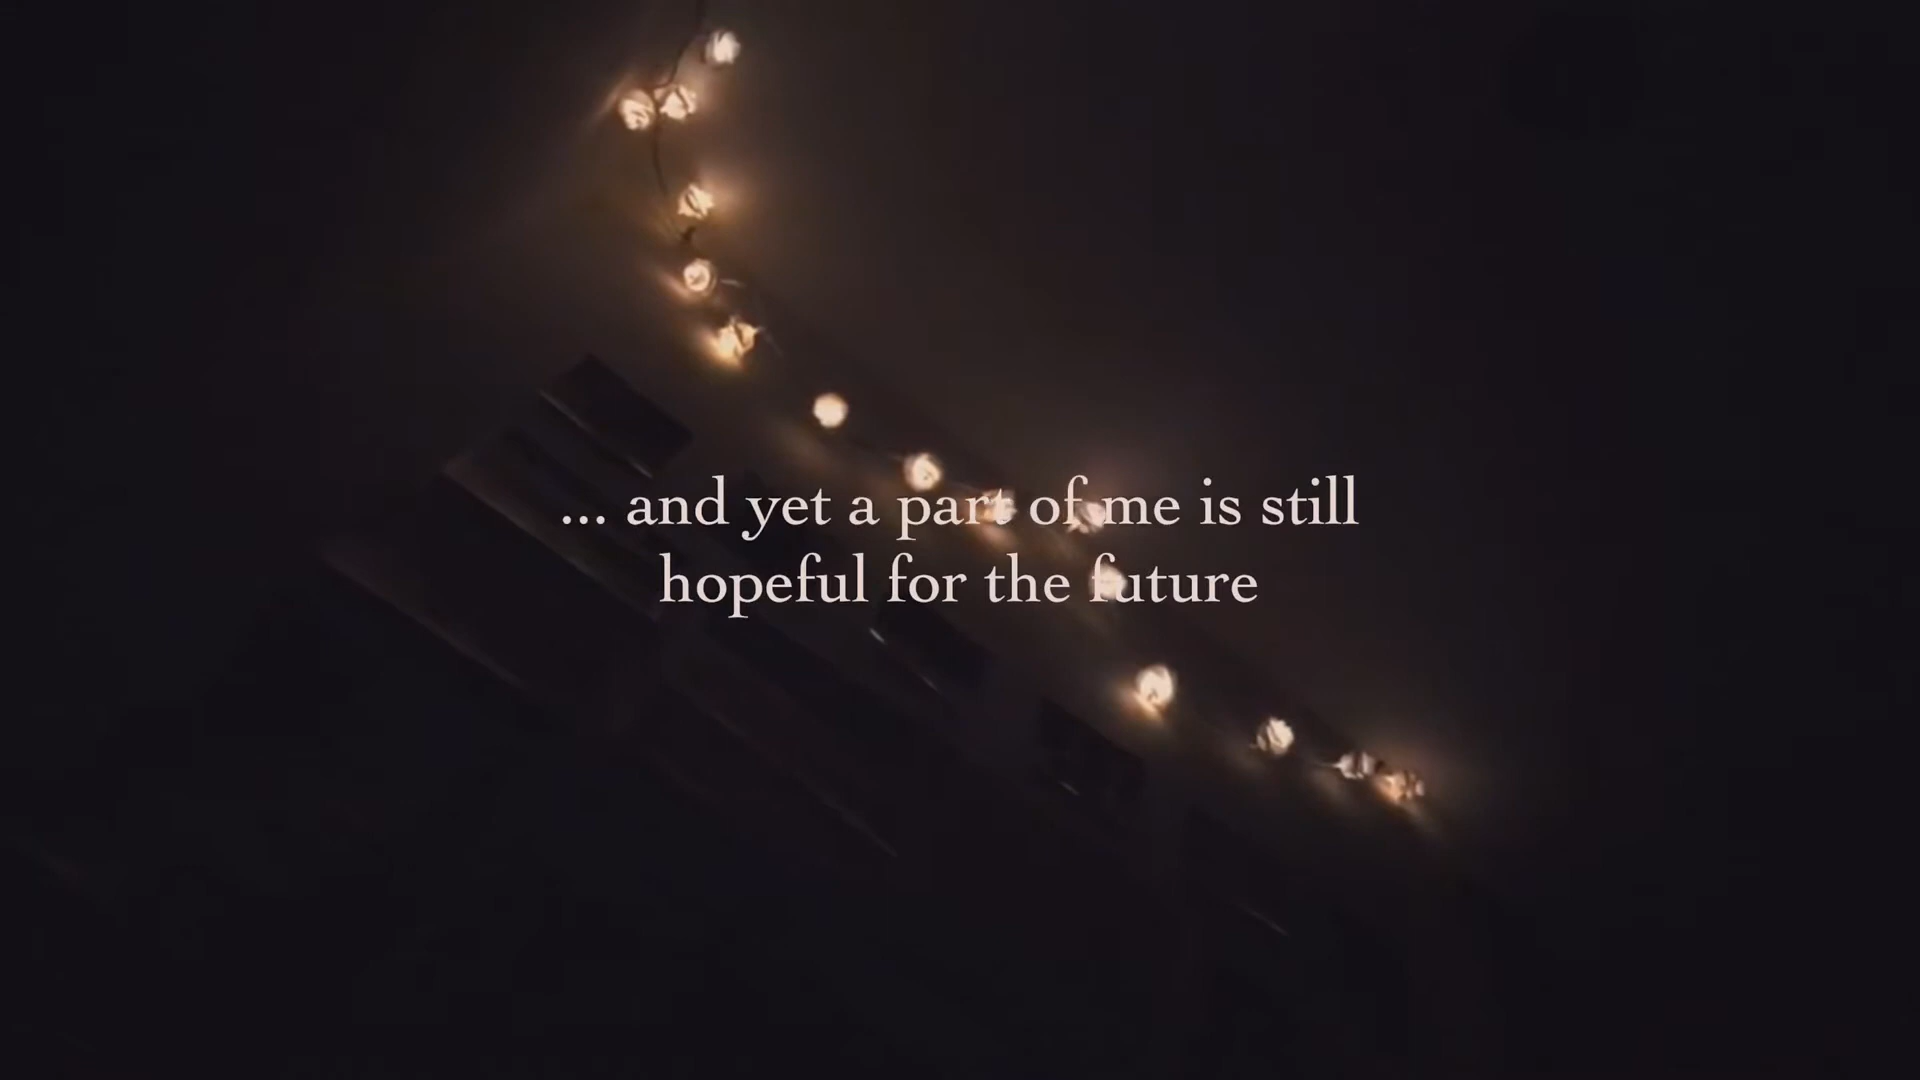 ... and yet a part of me is still
hopeful for the future